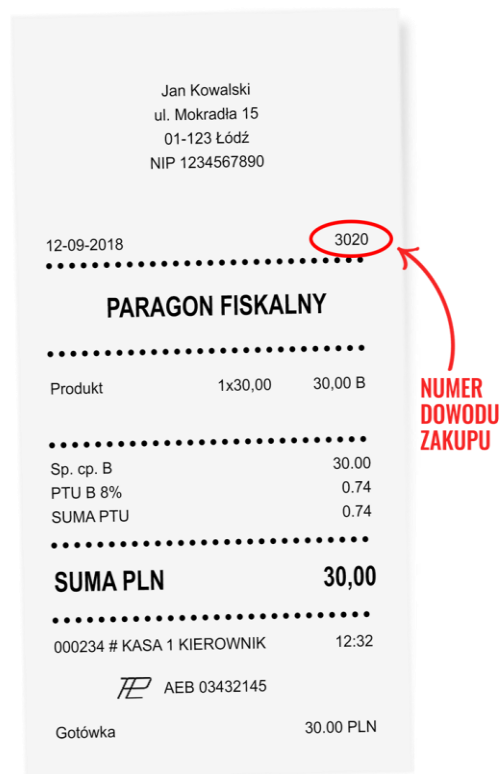 Jan Kowalski
ul. Mokradła 15
01-123 Łódź
NIP 1234567890
12-09-2018 3020
PARAGON FISKALNY
Produkt 1x30,00 30,00 B
Sp. cp. B 30.00
PTU B 8% 0.74
SUMA PTU 0.74
SUMA PLN 30,00
000234 # KASA 1 KIEROWNIK 12:32
AEB 03432145
Gotówka 30.00 PLN
NUMER
DOWODU
ZAKUPU